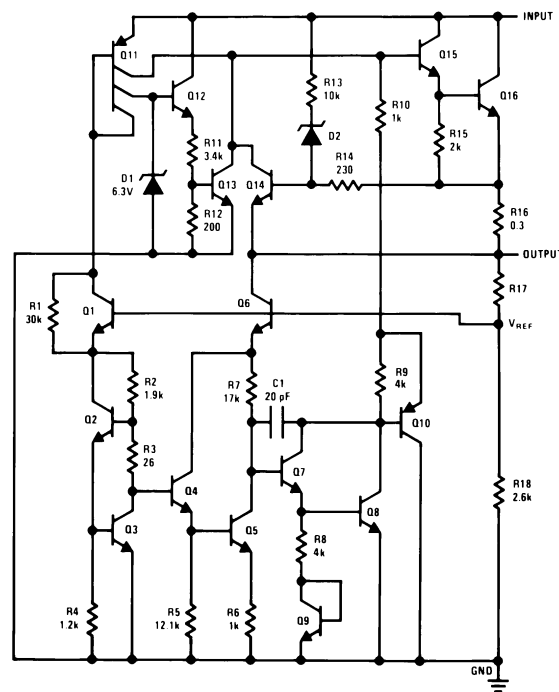 INPUT
Q11
Q15
Q12
R13
10k
R10
1k
Q16
R11
3.4k
D2
R15
2k
D1
6.3V
Q13
Q14
R14
230
R12
200
R16
0.3
OUTPUT
R17
R1
30k
Q1
Q6
VREF
R2
1.9k
R7
17k
C1
20 pF
R9
4k
Q2
Q10
R3
26
Q4
Q7
R18
2.6k
Q3
Q5
Q8
R8
4k
R4
1.2k
R5
12.1k
R6
1k
Q9
GND